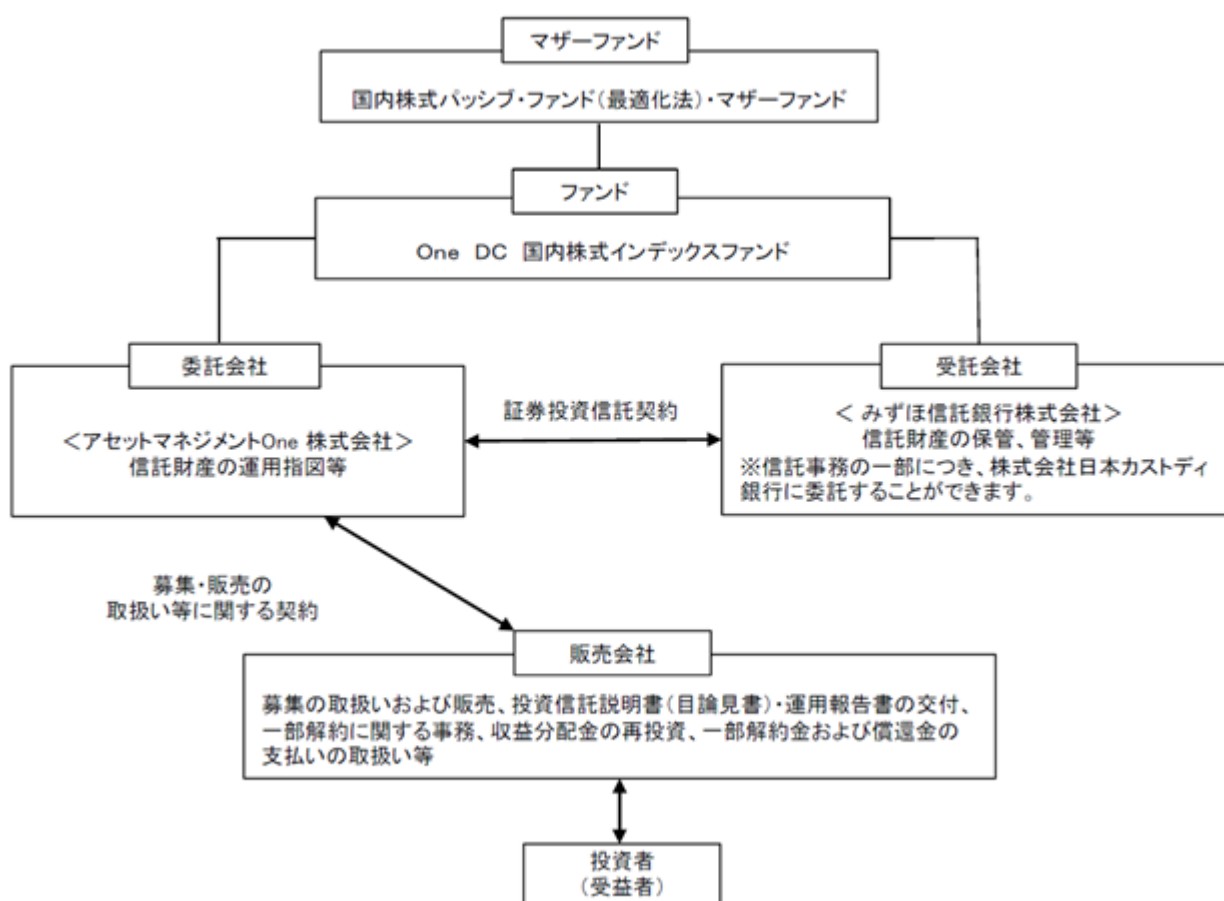 マザーファンド
国内株式パッシブ・ファンド(最適化法)・マザーファンド
ファンド
One DC 国内株式インデックスファンド
委託会社
<アセットマネジメントOne 株式会社>
信託財産の運用指図等
証券投資信託契約
受託会社
< みずほ信託銀行株式会社>
信託財産の保管、管理等
※信託事務の一部につき、株式会社日本カストディ
銀行に委託することができます。
募集・販売の
取扱い等に関する契約
販売会社
募集の取扱いおよび販売、投資信託説明書(目論見書)・運用報告書の交付、
一部解約に関する事務、収益分配金の再投資、一部解約金および償還金の
支払いの取扱い等
投資者
(受益者)